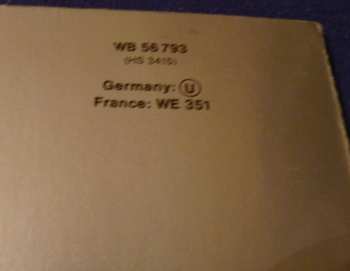 WB 56 793
(HS 3415)
Germany: Ⓤ
France: WE 351